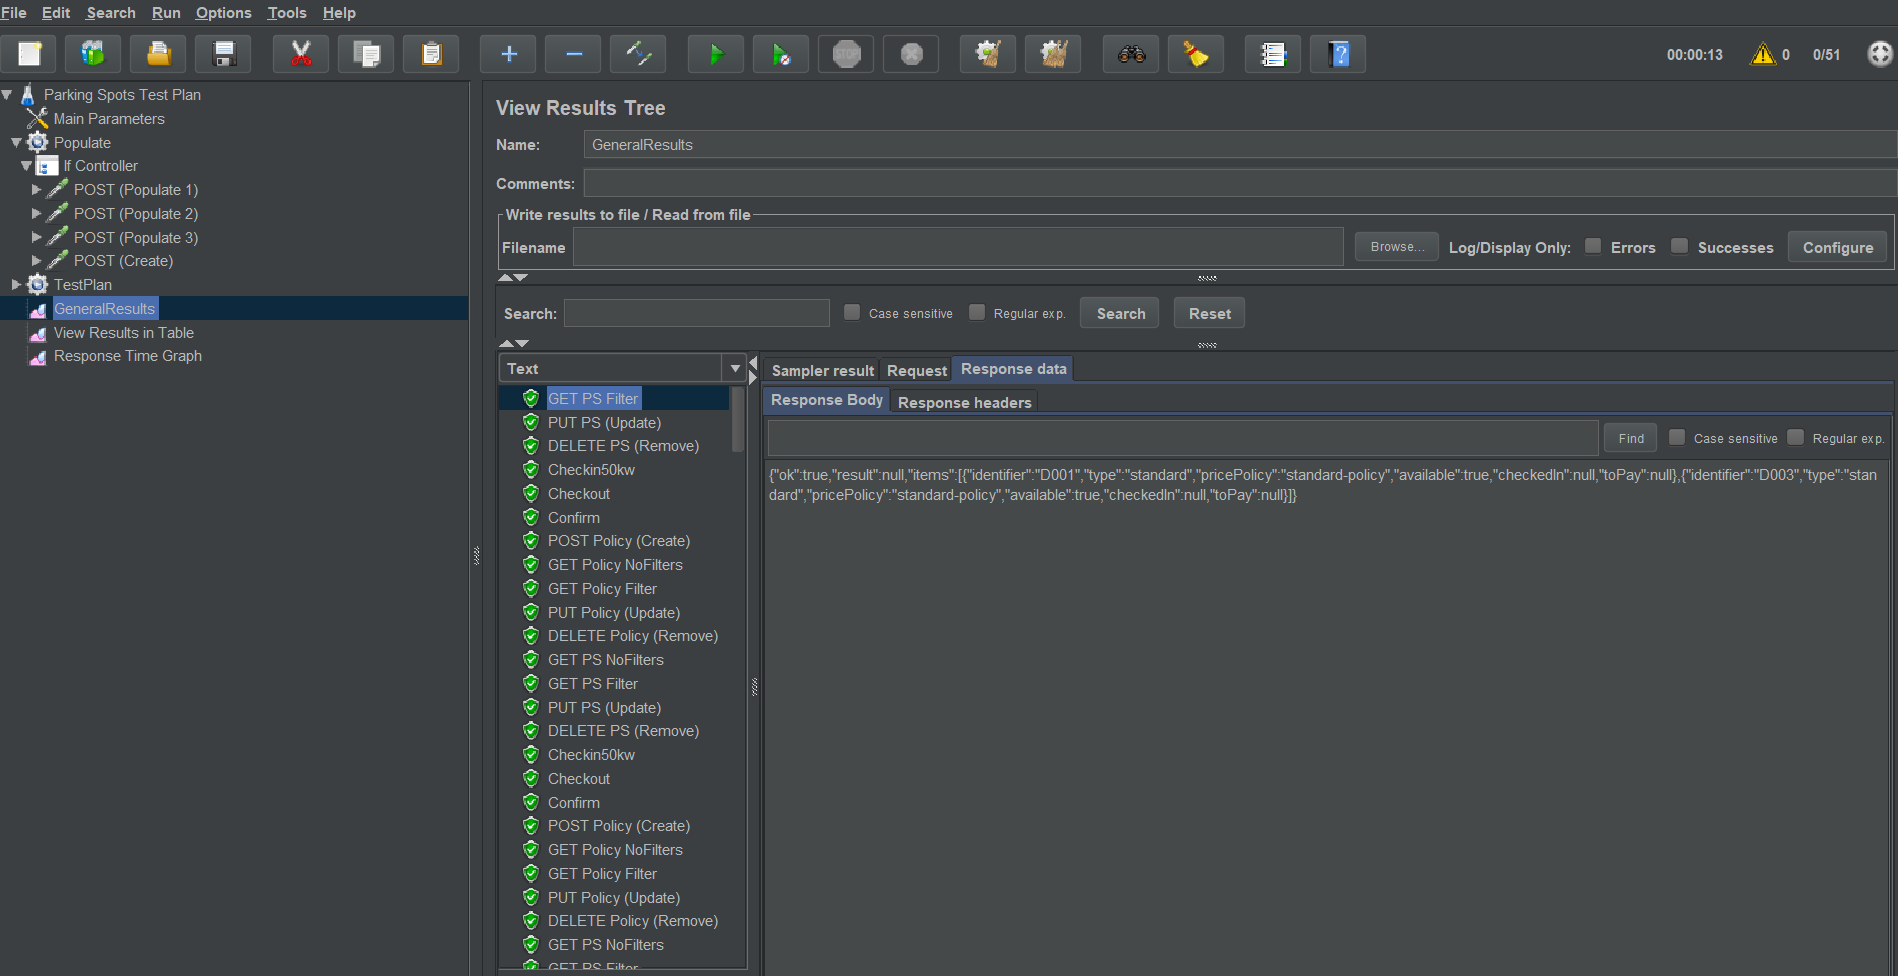 File Edit Search Run Options Tools Help
STOP
00:00:13 0 0/51
Parking Spots Test Plan
Main Parameters
Populate
If Controller
POST (Populate 1)
POST (Populate 2)
POST (Populate 3)
POST (Create)
TestPlan
GeneralResults
View Results in Table
Response Time Graph
View Results Tree
Name: GeneralResults
Comments:
Write results to file / Read from file
Filename Browse... Log/Display Only: Errors Successes Configure
Search: Case sensitive Regular exp. Search Reset
Text
GET PS Filter
PUT PS (Update)
DELETE PS (Remove)
Checkin50kw
Checkout
Confirm
POST Policy (Create)
GET Policy NoFilters
GET Policy Filter
PUT Policy (Update)
DELETE Policy (Remove)
GET PS NoFilters
GET PS Filter
PUT PS (Update)
DELETE PS (Remove)
Checkin50kw
Checkout
Confirm
POST Policy (Create)
GET Policy NoFilters
GET Policy Filter
PUT Policy (Update)
DELETE Policy (Remove)
GET PS NoFilters
GET PS Filter
Sampler result Request Response data
Response Body Response headers
Find Case sensitive Regular exp.
{"ok":true,"result":null,"items":[{"identifier":"D001","type":"standard","pricePolicy":"standard-policy","available":true,"checkedIn":null,"toPay":null},{"identifier":"D003","type":"stan
dard","pricePolicy":"standard-policy","available":true,"checkedIn":null,"toPay":null}]}